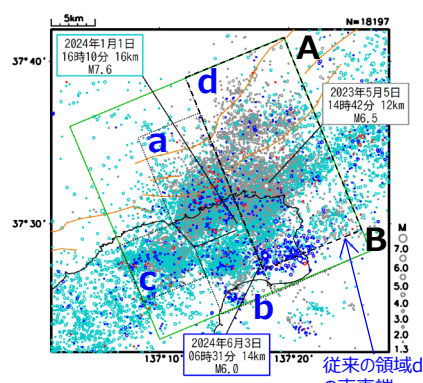 5km
N=18197
2024年1月1日
16時10分 16km
M7.6
A
d
37°40'
2023年5月5日
14時42分 12km
M6.5
a
37°30'
B
M
7.0
6.0
5.0
4.0
3.0
2.0
1.3
c
b
2024年6月3日
06時31分 14km
M6.0
137°10'
137°20'
従来の領域d